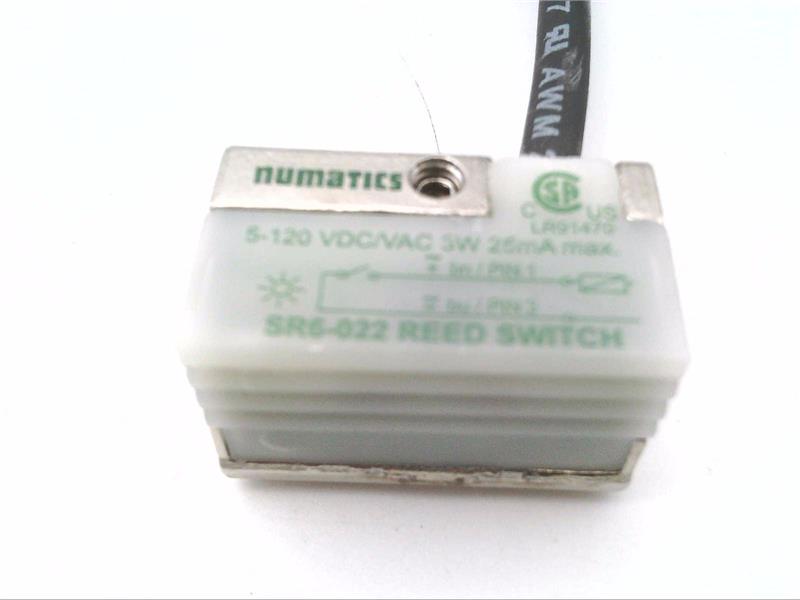 7 AWM
numatics
C US
LR91470
5-120 VDC/VAC 3W 25mA max.
bn / PIN 1
bu / PIN 3
SR6-022 REED SWITCH